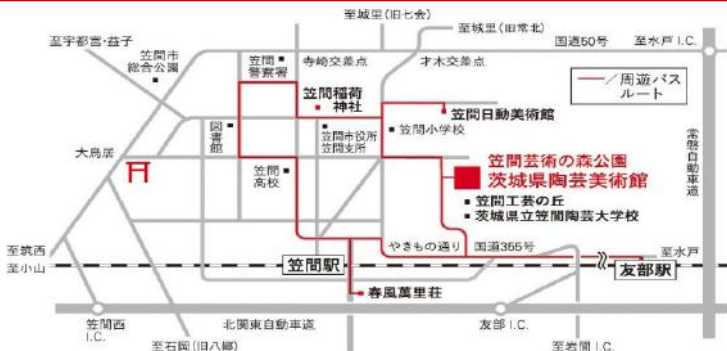 至城里(旧七会)
至城里(旧常北)
至宇都宮・益子
笠間市
総合公園
笠間
警察署
寺崎交差点
才木交差点
国道50号
至水戸 I.C.
周遊バス
ルート
笠間稲荷
神社
笠間日動美術館
図書館
笠間市役所
笠間支所
笠間小学校
大鳥居
笠間
高校
笠間芸術の森公園
茨城県陶芸美術館
笠間工芸の丘
茨城県立笠間陶芸大学校
常磐自動車道
至筑西
至小山
やきもの通り
国道355号
至水戸
笠間駅
友部駅
春風萬里荘
笠間西
I.C.
北関東自動車道
友部 I.C.
至石岡(旧八郷)
至岩間 I.C.